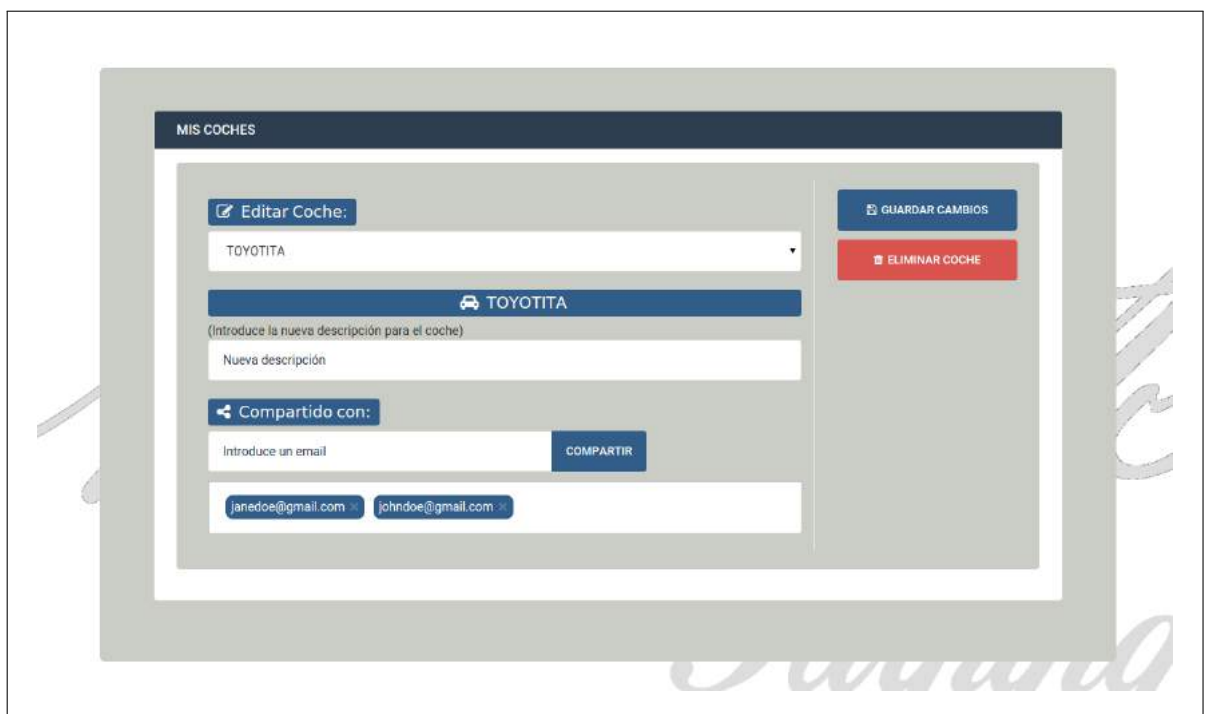 MIS COCHES
Editar Coche:
TOYOTITA
TOYOTITA
(Introduce la nueva descripción para el coche)
Nueva descripción
Compartido con:
Introduce un email
COMPARTIR
janedoe@gmail.com × johndoe@gmail.com ×
GUARDAR CAMBIOS
ELIMINAR COCHE